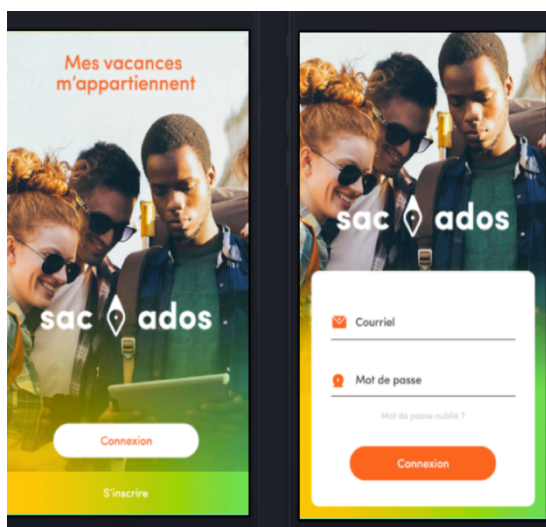 Mes vacances
m'appartiennent
sac ados
Connexion
S'inscrire
sac ados
Courriel
Mot de passe
Mot de passe oublié ?
Connexion